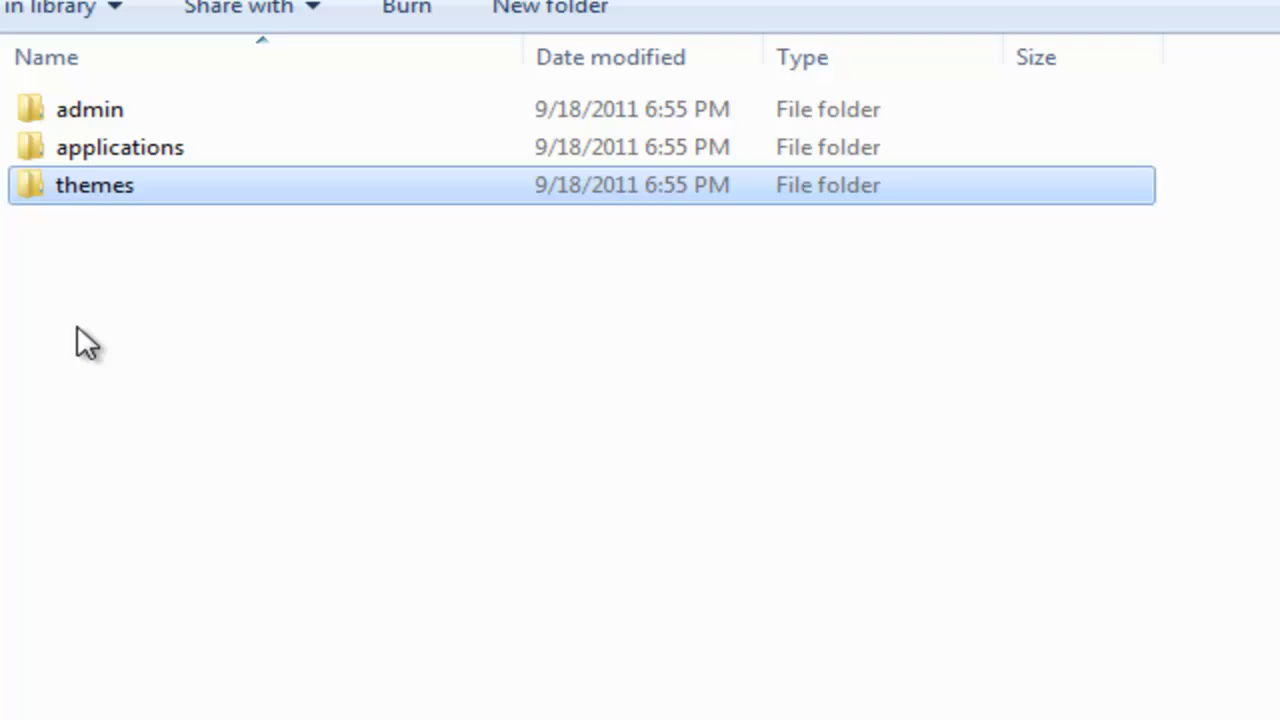 in library Share with Burn New folder
Name Date modified Type Size
admin 9/18/2011 6:55 PM File folder
applications 9/18/2011 6:55 PM File folder
themes 9/18/2011 6:55 PM File folder